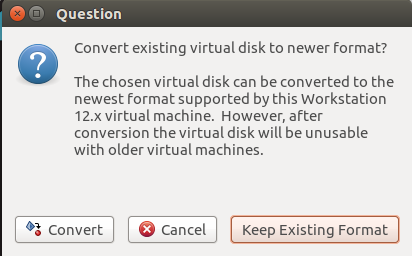 Question
Convert existing virtual disk to newer format?
The chosen virtual disk can be converted to the
newest format supported by this Workstation
12.x virtual machine.  However, after
conversion the virtual disk will be unusable
with older virtual machines.
Convert
Cancel
Keep Existing Format